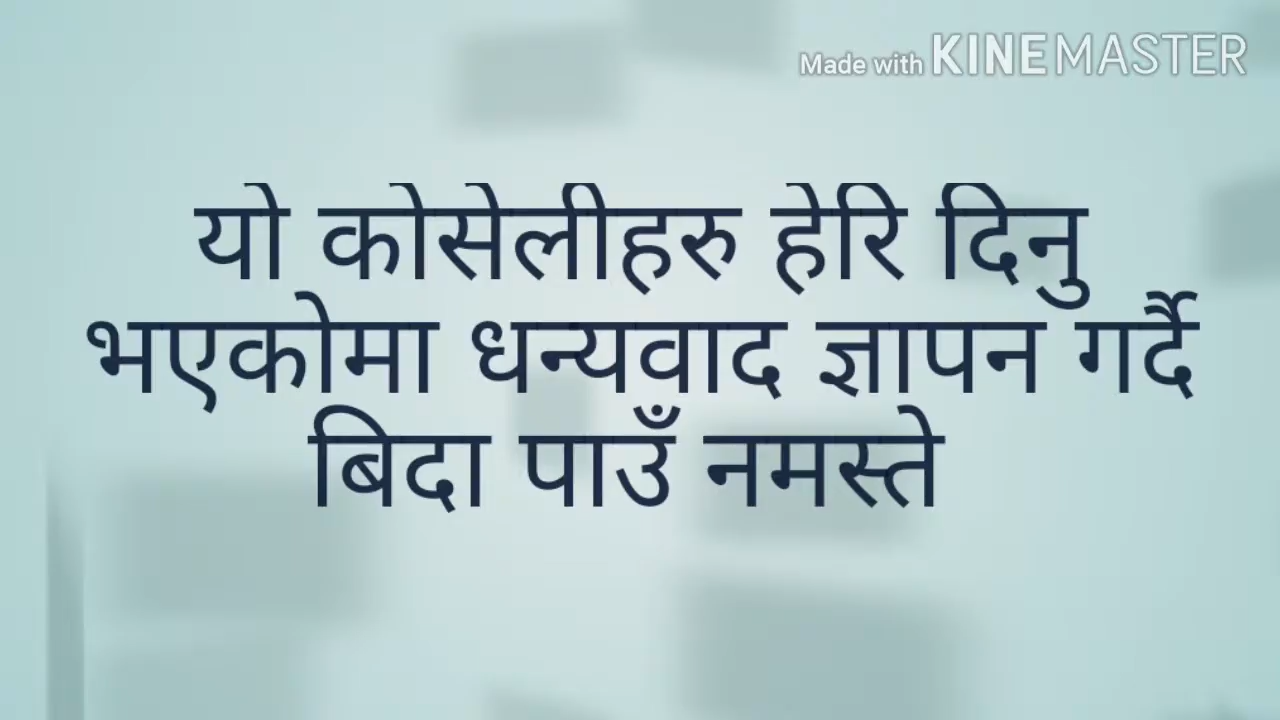 Made with KINEMASTER
यो कोसेलीहरु हेरि दिनु
भएकोमा धन्यवाद ज्ञापन गर्दै
बिदा पाउँ नमस्ते